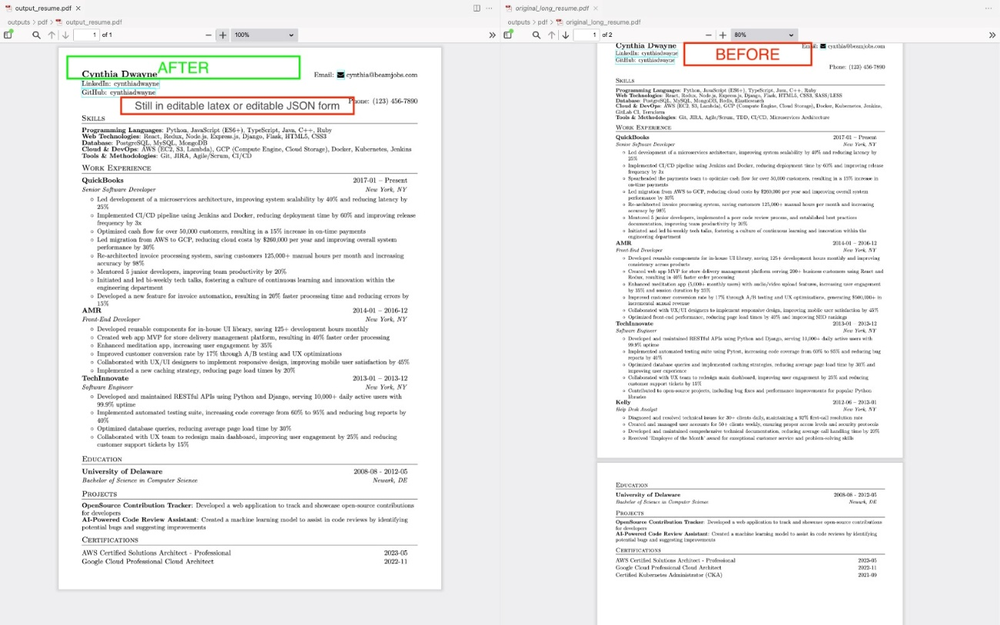 output_resume.pdf
outputs > pdf > output_resume.pdf
1 of 1
100%
AFTER
Cynthia Dwayne
Email: cynthia@beamjobs.com
LinkedIn: cynthiadwayne
GitHub: cynthiadwayne
Still in editable latex or editable JSON form
Phone: (123) 456-7890
Skills
Programming Languages: Python, JavaScript (ES6+), TypeScript, Java, C++, Ruby
Web Technologies: React, Redux, Node.js, Express.js, Django, Flask, HTML5, CSS3
Database: PostgreSQL, MySQL, MongoDB
Cloud & DevOps: AWS (EC2, S3, Lambda), GCP (Compute Engine, Cloud Storage), Docker, Kubernetes, Jenkins
Tools & Methodologies: Git, JIRA, Agile/Scrum, CI/CD
Work Experience
QuickBooks 2017-01 – Present
Senior Software Developer New York, NY
Led development of a microservices architecture, improving system scalability by 40% and reducing latency by
25%
Implemented CI/CD pipeline using Jenkins and Docker, reducing deployment time by 60% and improving release
frequency by 3x
Optimized cash flow for over 50,000 customers, resulting in a 15% increase in on-time payments
Led migration from AWS to GCP, reducing cloud costs by $260,000 per year and improving overall system
performance by 30%
Re-architected invoice processing system, saving customers 125,000+ manual hours per month and increasing
accuracy by 98%
Mentored 5 junior developers, improving team productivity by 20%
Initiated and led bi-weekly tech talks, fostering a culture of continuous learning and innovation within the
engineering department
Developed a new feature for invoice automation, resulting in 20% faster processing time and reducing errors by
15%
AMR 2014-01 – 2016-12
Front-End Developer New York, NY
Developed reusable components for in-house UI library, saving 125+ development hours monthly
Created web app MVP for store delivery management platform, resulting in 40% faster order processing
Enhanced meditation app, increasing user engagement by 35%
Improved customer conversion rate by 17% through A/B testing and UX optimizations
Collaborated with UX/UI designers to implement responsive design, improving mobile user satisfaction by 45%
Implemented a new caching strategy, reducing page load times by 20%
TechInnovate 2013-01 – 2013-12
Software Engineer New York, NY
Developed and maintained RESTful APIs using Python and Django, serving 10,000+ daily active users with
99.9% uptime
Implemented automated testing suite, increasing code coverage from 60% to 95% and reducing bug reports by
40%
Optimized database queries, reducing average page load time by 30%
Collaborated with UX team to redesign main dashboard, improving user engagement by 25% and reducing
customer support tickets by 15%
Education
University of Delaware 2008-08 - 2012-05
Bachelor of Science in Computer Science Newark, DE
Projects
OpenSource Contribution Tracker: Developed a web application to track and showcase open-source contributions
for developers
AI-Powered Code Review Assistant: Created a machine learning model to assist in code reviews by identifying
potential bugs and suggesting improvements
Certifications
AWS Certified Solutions Architect - Professional 2023-05
Google Cloud Professional Cloud Architect 2022-11
original_long_resume.pdf
outputs > pdf > original_long_resume.pdf
1 of 2
80%
BEFORE
Cynthia Dwayne
Email: cynthia@beamjobs.com
LinkedIn: cynthiadwayne
GitHub: cynthiadwayne
Phone: (123) 456-7890
Skills
Programming Languages: Python, JavaScript (ES6+), TypeScript, Java, C++, Ruby
Web Technologies: React, Redux, Node.js, Express.js, Django, Flask, HTML5, CSS3, SASS/LESS
Database: PostgreSQL, MySQL, MongoDB, Redis, Elasticsearch
Cloud & DevOps: AWS (EC2, S3, Lambda), GCP (Compute Engine, Cloud Storage), Docker, Kubernetes, Jenkins,
GitLab CI, Terraform
Tools & Methodologies: Git, JIRA, Agile/Scrum, TDD, CI/CD, Microservices Architecture
Work Experience
QuickBooks 2017-01 – Present
Senior Software Developer New York, NY
Led development of a microservices architecture, improving system scalability by 40% and reducing latency by
25%
Implemented CI/CD pipeline using Jenkins and Docker, reducing deployment time by 60% and improving release
frequency by 3x
Spearheaded the payments team to optimize cash flow for over 50,000 customers, resulting in a 15% increase in
on-time payments
Led migration from AWS to GCP, reducing cloud costs by $260,000 per year and improving overall system
performance by 30%
Re-architected invoice processing system, saving customers 125,000+ manual hours per month and increasing
accuracy by 98%
Mentored 5 junior developers, implemented a peer code review process, and established best practices
documentation, improving team productivity by 20%
Initiated and led bi-weekly tech talks, fostering a culture of continuous learning and innovation within the
engineering department
AMR 2014-01 – 2016-12
Front-End Developer New York, NY
Developed reusable components for in-house UI library, saving 125+ development hours monthly and improving
consistency across products
Created web app MVP for store delivery management platform serving 200+ business customers using React and
Redux, resulting in 40% faster order processing
Enhanced meditation app (5,000+ monthly users) with audio/video upload features, increasing user engagement
by 35% and session duration by 25%
Improved customer conversion rate by 17% through A/B testing and UX optimizations, generating $500,000+ in
incremental annual revenue
Collaborated with UX/UI designers to implement responsive design, improving mobile user satisfaction by 45%
Optimized front-end performance, reducing page load times by 40% and improving SEO rankings
TechInnovate 2013-01 – 2013-12
Software Engineer New York, NY
Developed and maintained RESTful APIs using Python and Django, serving 10,000+ daily active users with
99.9% uptime
Implemented automated testing suite using Pytest, increasing code coverage from 60% to 95% and reducing bug
reports by 40%
Optimized database queries and implemented caching strategies, reducing average page load time by 30% and
improving user experience
Collaborated with UX team to redesign main dashboard, improving user engagement by 25% and reducing
customer support tickets by 15%
Contributed to open-source projects, including bug fixes and performance improvements for popular Python
libraries
Kelly 2012-06 – 2013-01
Help Desk Analyst New York, NY
Diagnosed and resolved technical issues for 30+ clients daily, maintaining a 92% first-call resolution rate
Created and managed user accounts for 50+ clients weekly, ensuring proper access levels and security protocols
Developed and maintained comprehensive technical documentation, reducing average call handling time by 20%
Received 'Employee of the Month' award for exceptional customer service and problem-solving skills
Education
University of Delaware 2008-08 - 2012-05
Bachelor of Science in Computer Science Newark, DE
Projects
OpenSource Contribution Tracker: Developed a web application to track and showcase open-source contributions
for developers
AI-Powered Code Review Assistant: Created a machine learning model to assist in code reviews by identifying
potential bugs and suggesting improvements
Certifications
AWS Certified Solutions Architect - Professional 2023-05
Google Cloud Professional Cloud Architect 2022-11
Certified Kubernetes Administrator (CKA) 2021-09